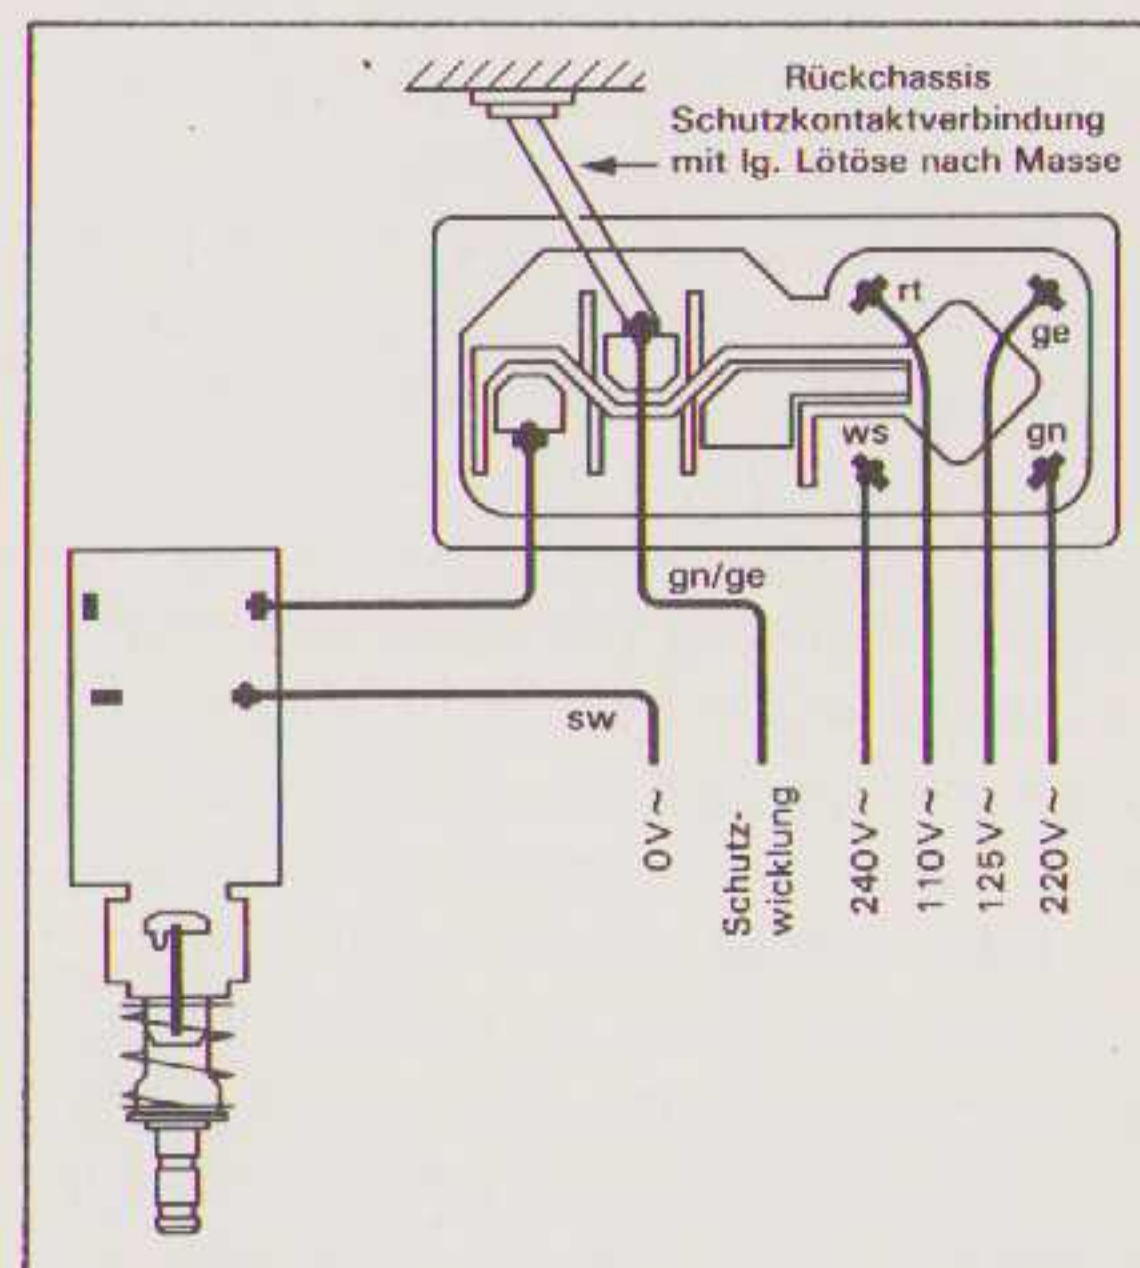 Rückchassis
Schutzkontaktverbindung
mit lg. Lötöse nach Masse
rt
ge
ws
gn
gn/ge
sw
0V~
Schutz-
wicklung
240V~
110V~
125V~
220V~